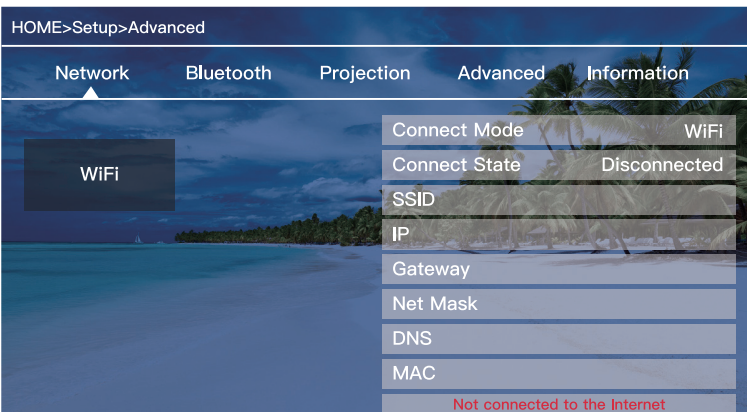 HOME>Setup>Advanced
Network Bluetooth Projection Advanced Information
WiFi
Connect Mode WiFi
Connect State Disconnected
SSID
IP
Gateway
Net Mask
DNS
MAC
Not connected to the Internet